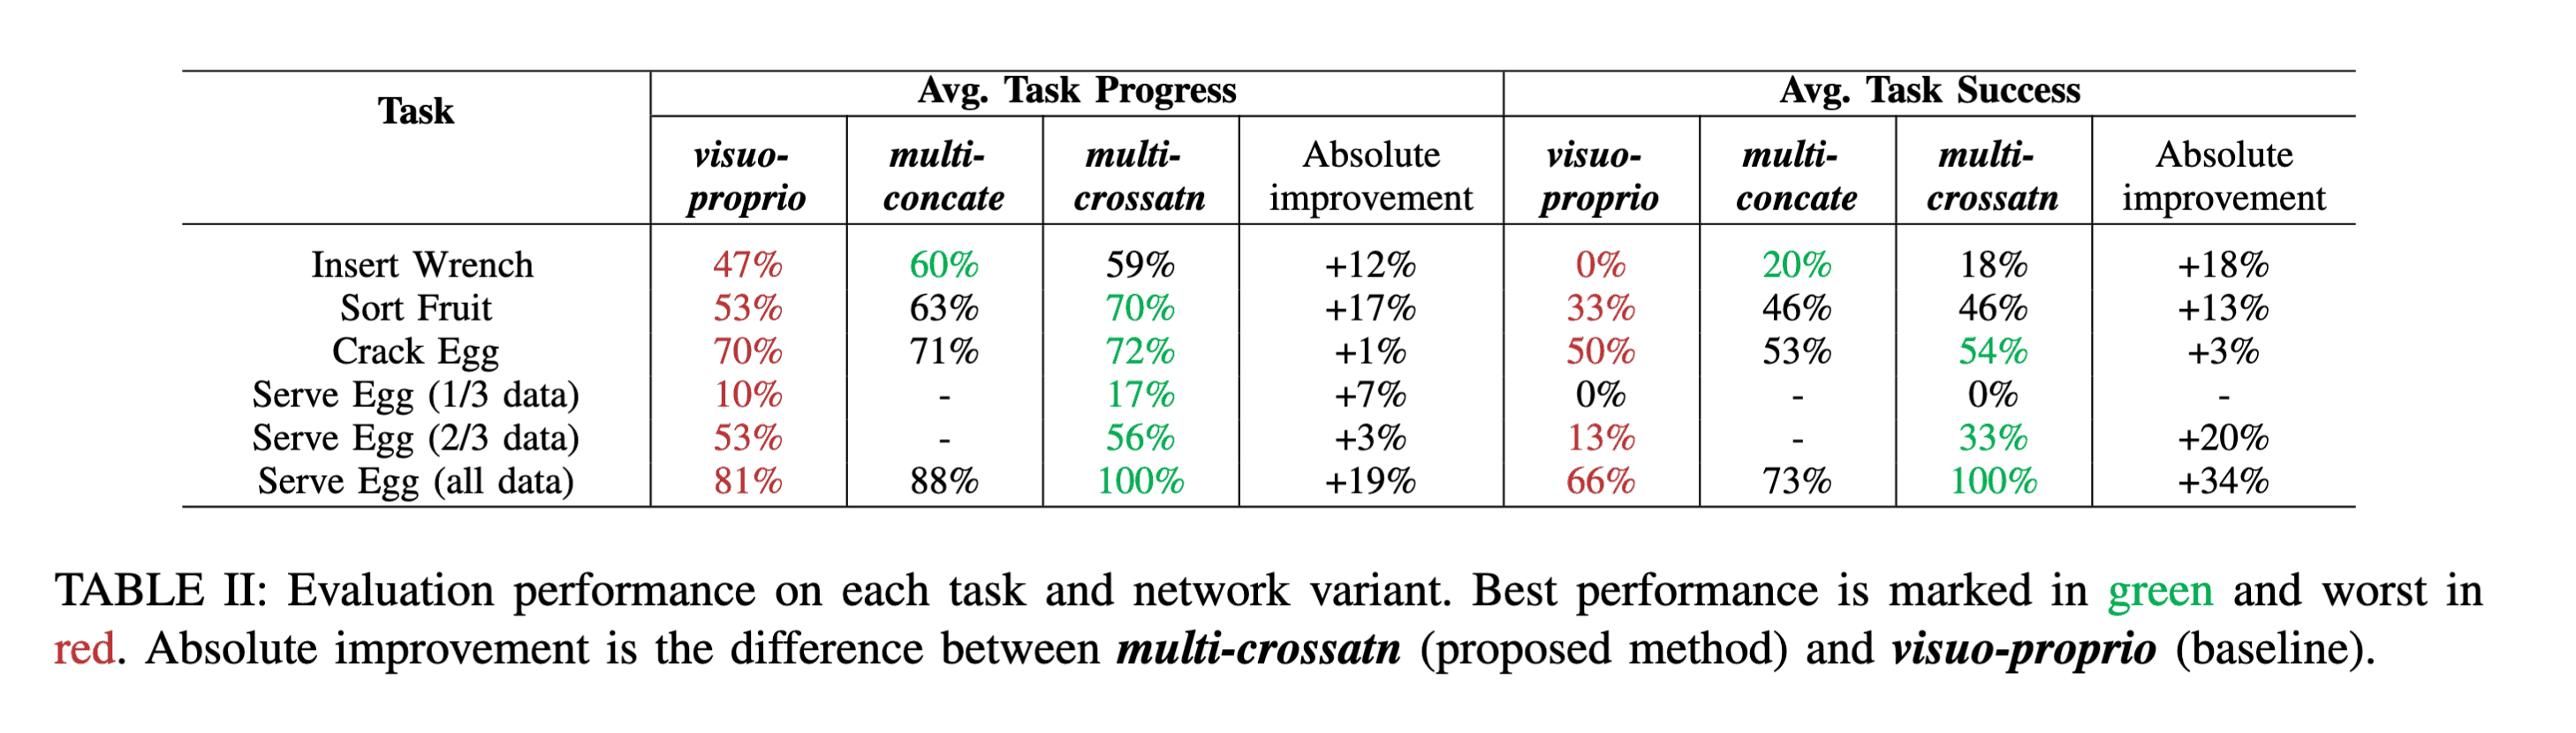 Task Avg. Task Progress Avg. Task Success
visuo- multi- multi- Absolute visuo- multi- multi- Absolute
proprio concate crossatn improvement proprio concate crossatn improvement
Insert Wrench 47% 60% 59% +12% 0% 20% 18% +18%
Sort Fruit 53% 63% 70% +17% 33% 46% 46% +13%
Crack Egg 70% 71% 72% +1% 50% 53% 54% +3%
Serve Egg (1/3 data) 10% - 17% +7% 0% - 0% -
Serve Egg (2/3 data) 53% - 56% +3% 13% - 33% +20%
Serve Egg (all data) 81% 88% 100% +19% 66% 73% 100% +34%
TABLE II: Evaluation performance on each task and network variant. Best performance is marked in green and worst in
red. Absolute improvement is the difference between multi-crossatn (proposed method) and visuo-proprio (baseline).